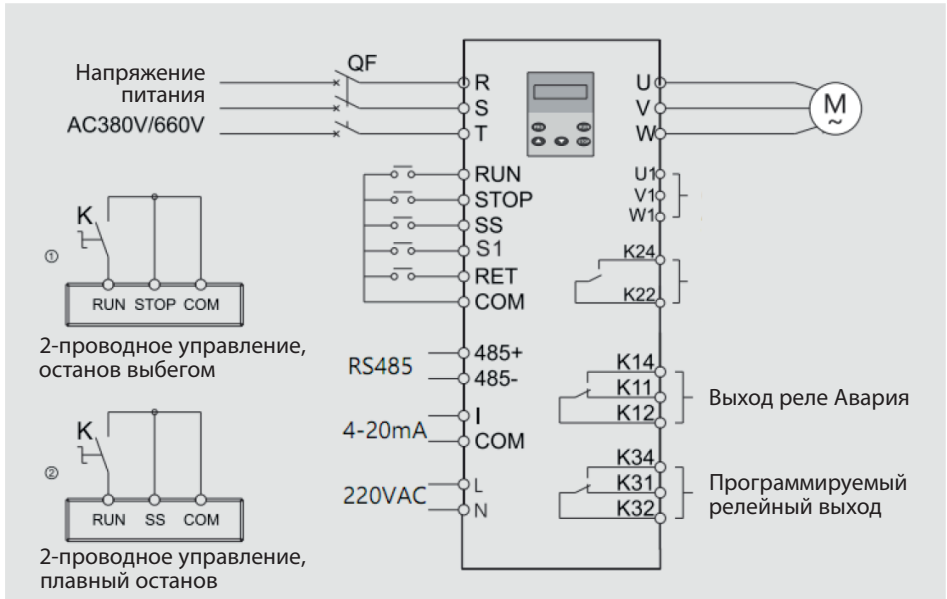 Напряжение
питания
AC380V/660V
QF
R
S
T
U
V
W
M
~
RUN
STOP
SS
S1
RET
COM
U1
V1
W1
K24
K22
K
①
RUN STOP COM
2-проводное управление,
останов выбегом
RS485
485+
485-
4-20mA
I
COM
220VAC
L
N
K14
K11
K12
Выход реле Авария
K34
K31
K32
Программируемый
релейный выход
K
②
RUN SS COM
2-проводное управление,
плавный останов